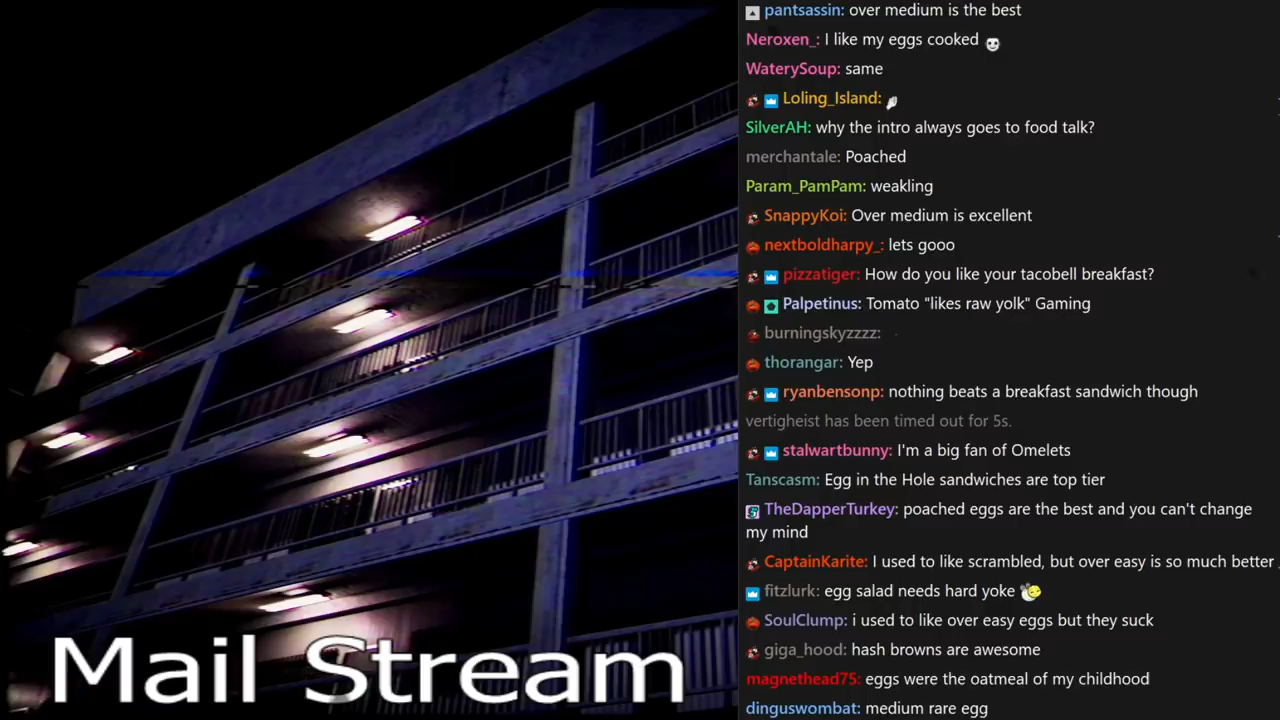 pantsassin: over medium is the best
Neroxen_: I like my eggs cooked
WaterySoup: same
Loling_Island:
SilverAH: why the intro always goes to food talk?
merchantale: Poached
Param_PamPam: weakling
SnappyKoi: Over medium is excellent
nextboldharpy_: lets gooo
pizzatiger: How do you like your tacobell breakfast?
Palpetinus: Tomato "likes raw yolk" Gaming
burningskyzzzz:
thorangar: Yep
ryanbensonp: nothing beats a breakfast sandwich though
vertigheist has been timed out for 5s.
stalwartbunny: I'm a big fan of Omelets
Tanscasm: Egg in the Hole sandwiches are top tier
TheDapperTurkey: poached eggs are the best and you can't change
my mind
CaptainKarite: I used to like scrambled, but over easy is so much better
fitzlurk: egg salad needs hard yoke
SoulClump: i used to like over easy eggs but they suck
giga_hood: hash browns are awesome
magnethead75: eggs were the oatmeal of my childhood
dinguswombat: medium rare egg
Mail Stream